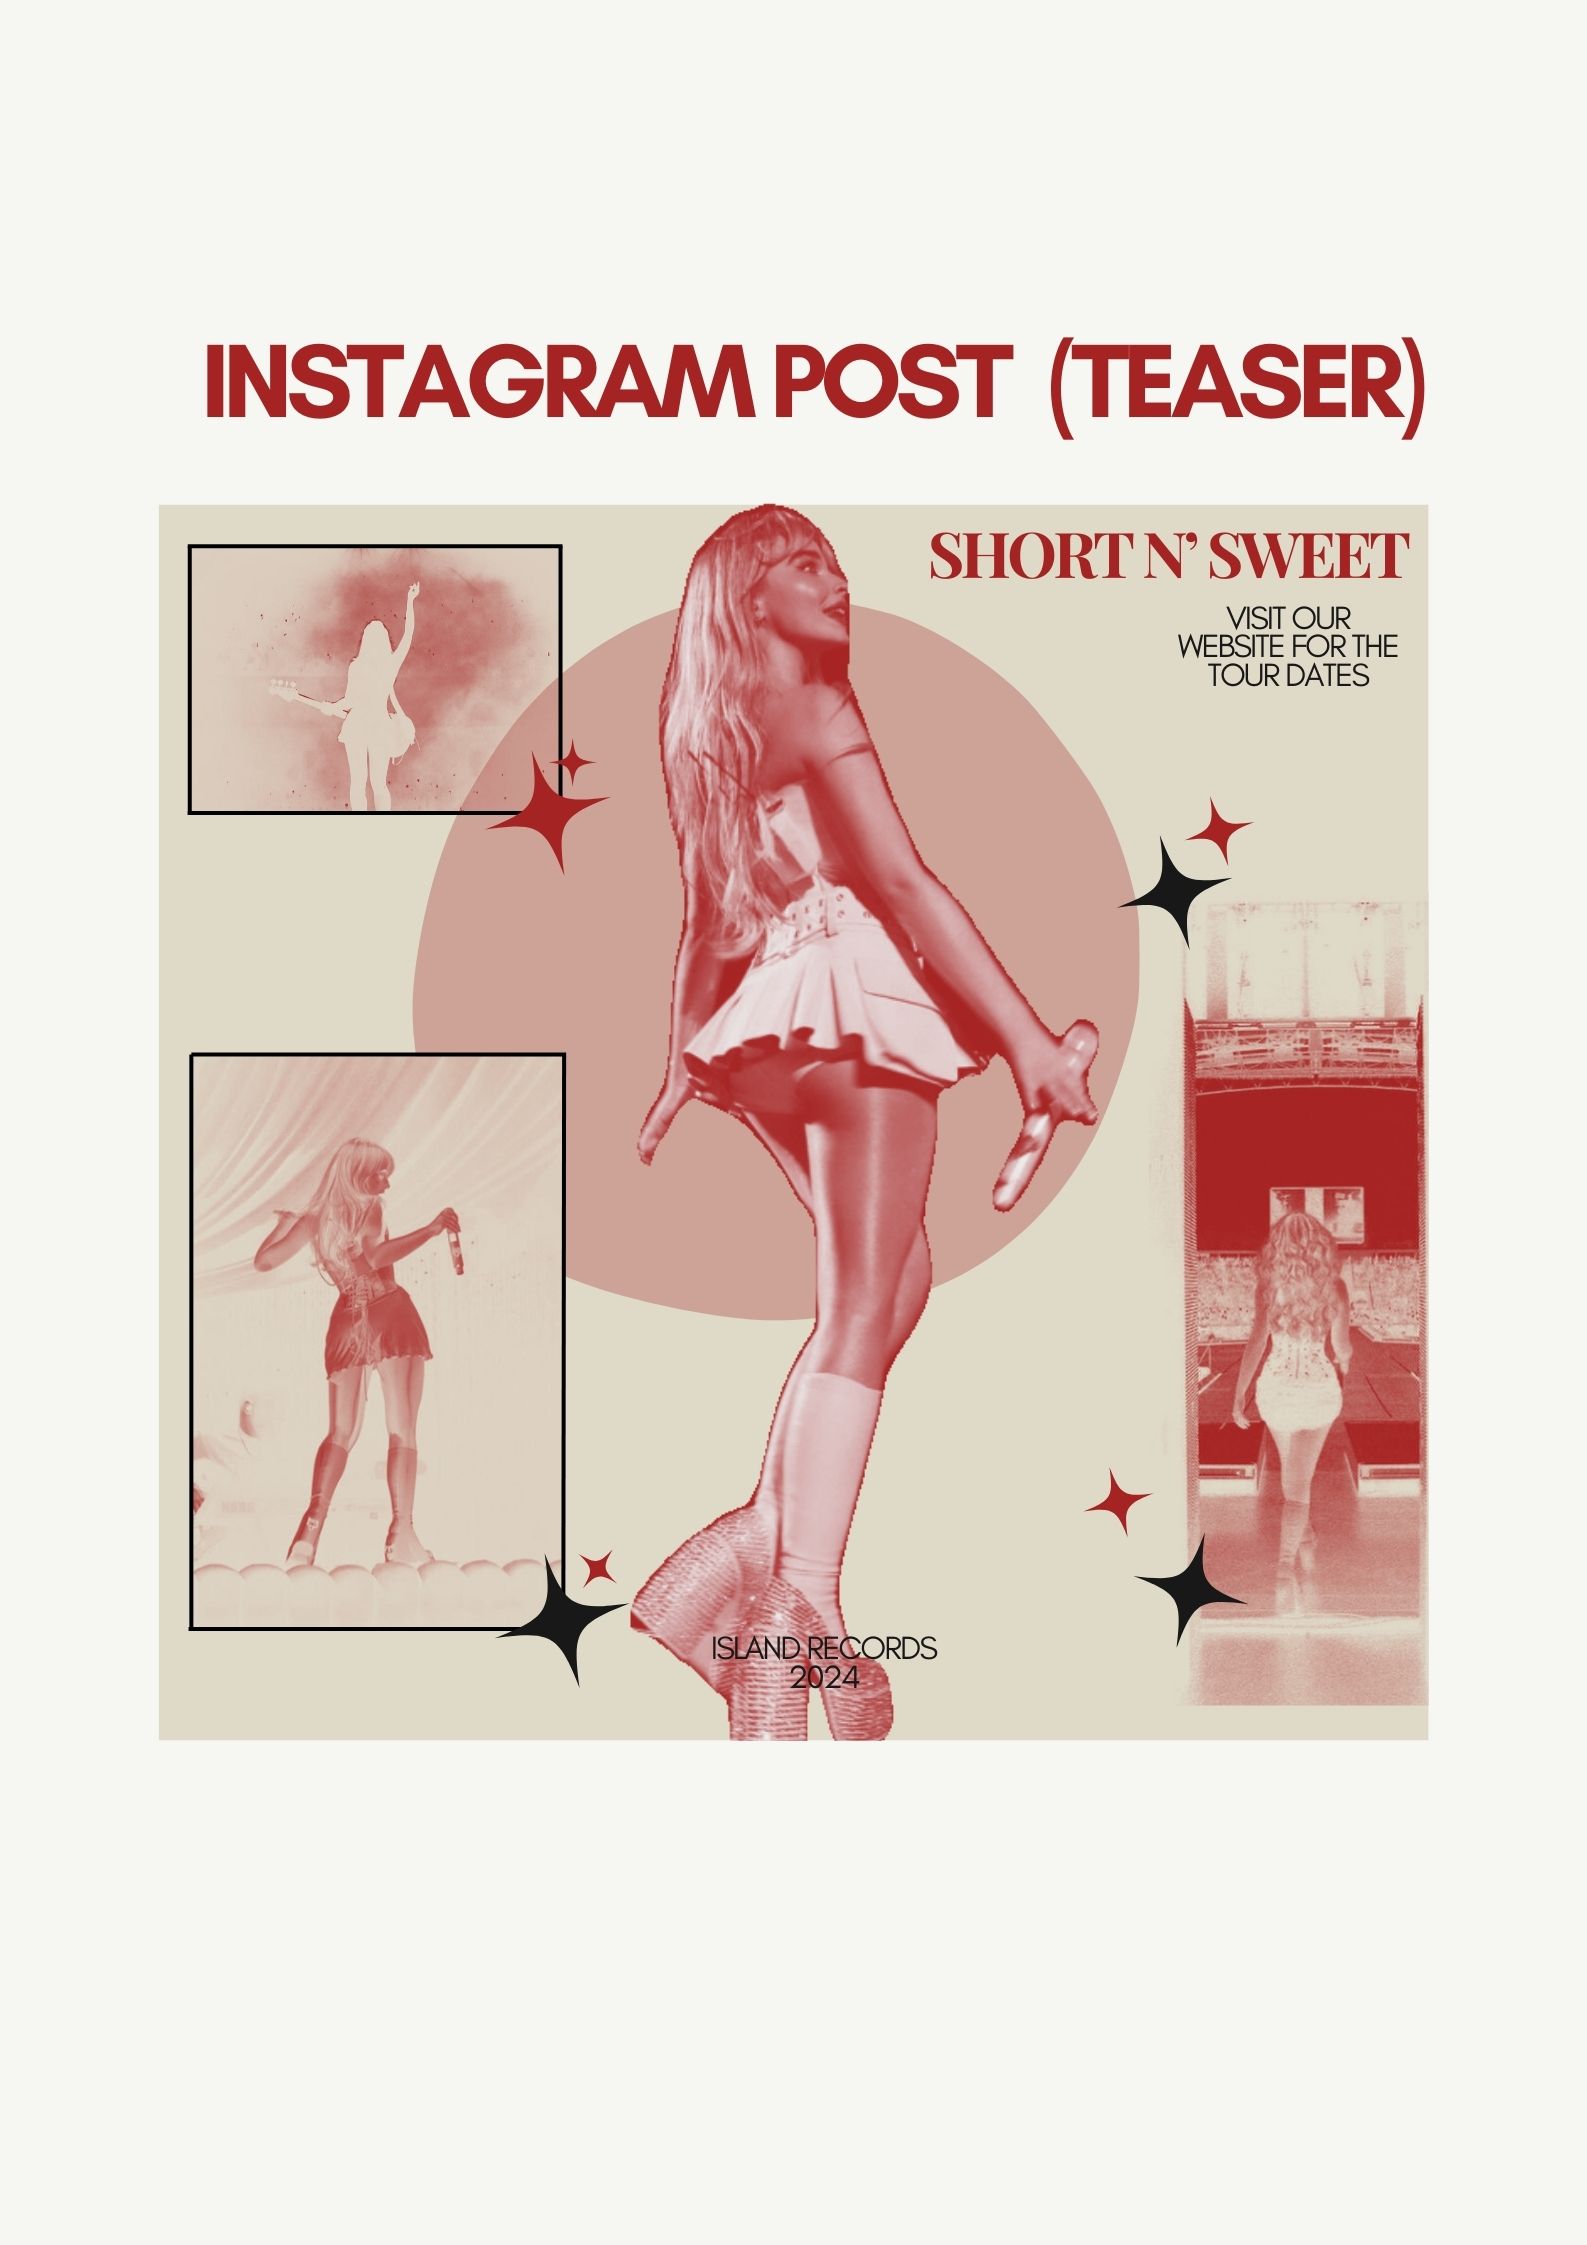 INSTAGRAM POST (TEASER)
SHORT N’ SWEET
VISIT OUR
WEBSITE FOR THE
TOUR DATES
ISLAND RECORDS
2024